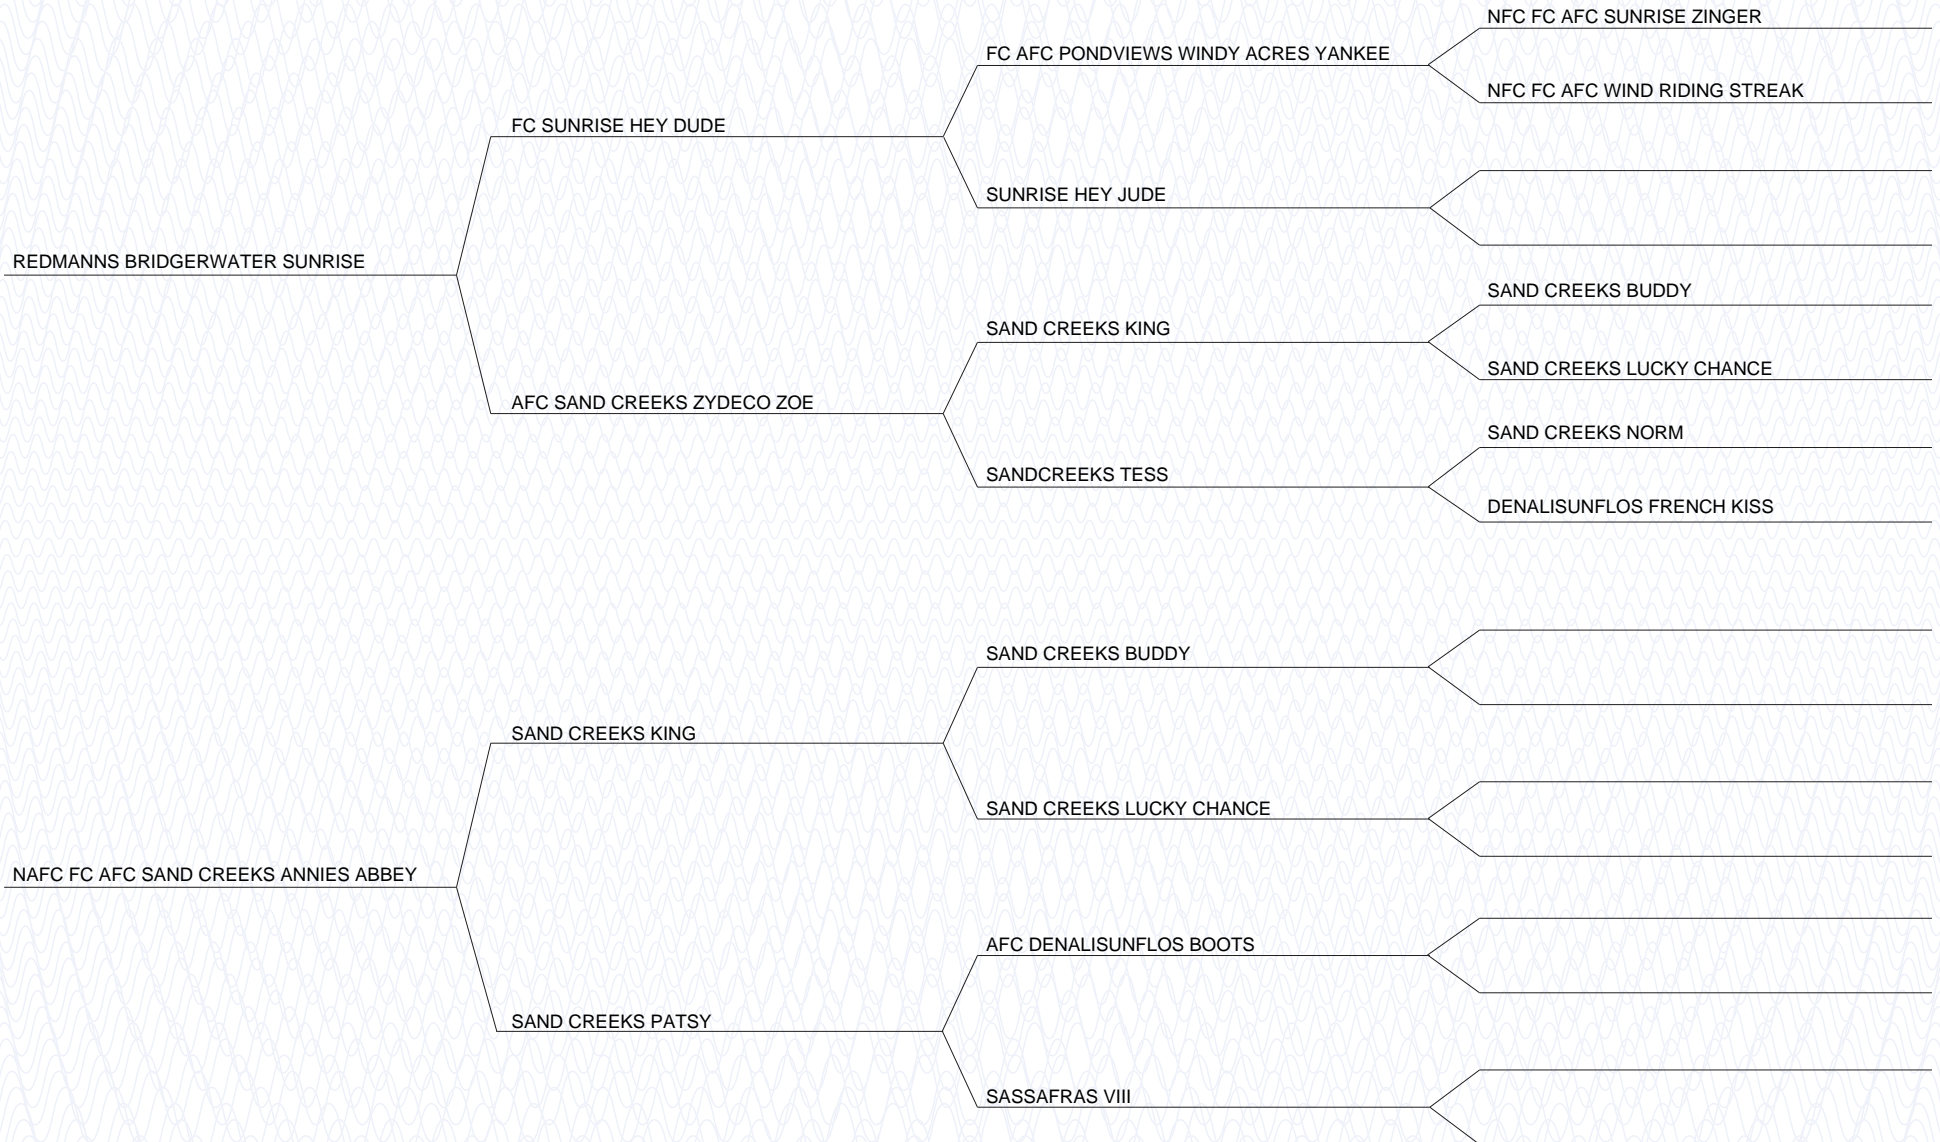 NFC FC AFC SUNRISE ZINGER
FC AFC PONDVIEWS WINDY ACRES YANKEE
NFC FC AFC WIND RIDING STREAK
FC SUNRISE HEY DUDE
SUNRISE HEY JUDE
REDMANNS BRIDGERWATER SUNRISE
SAND CREEKS BUDDY
SAND CREEKS KING
SAND CREEKS LUCKY CHANCE
AFC SAND CREEKS ZYDECO ZOE
SAND CREEKS NORM
SANDCREEKS TESS
DENALISUNFLOS FRENCH KISS
SAND CREEKS BUDDY
SAND CREEKS KING
SAND CREEKS LUCKY CHANCE
NAFC FC AFC SAND CREEKS ANNIES ABBEY
AFC DENALISUNFLOS BOOTS
SAND CREEKS PATSY
SASSAFRAS VIII